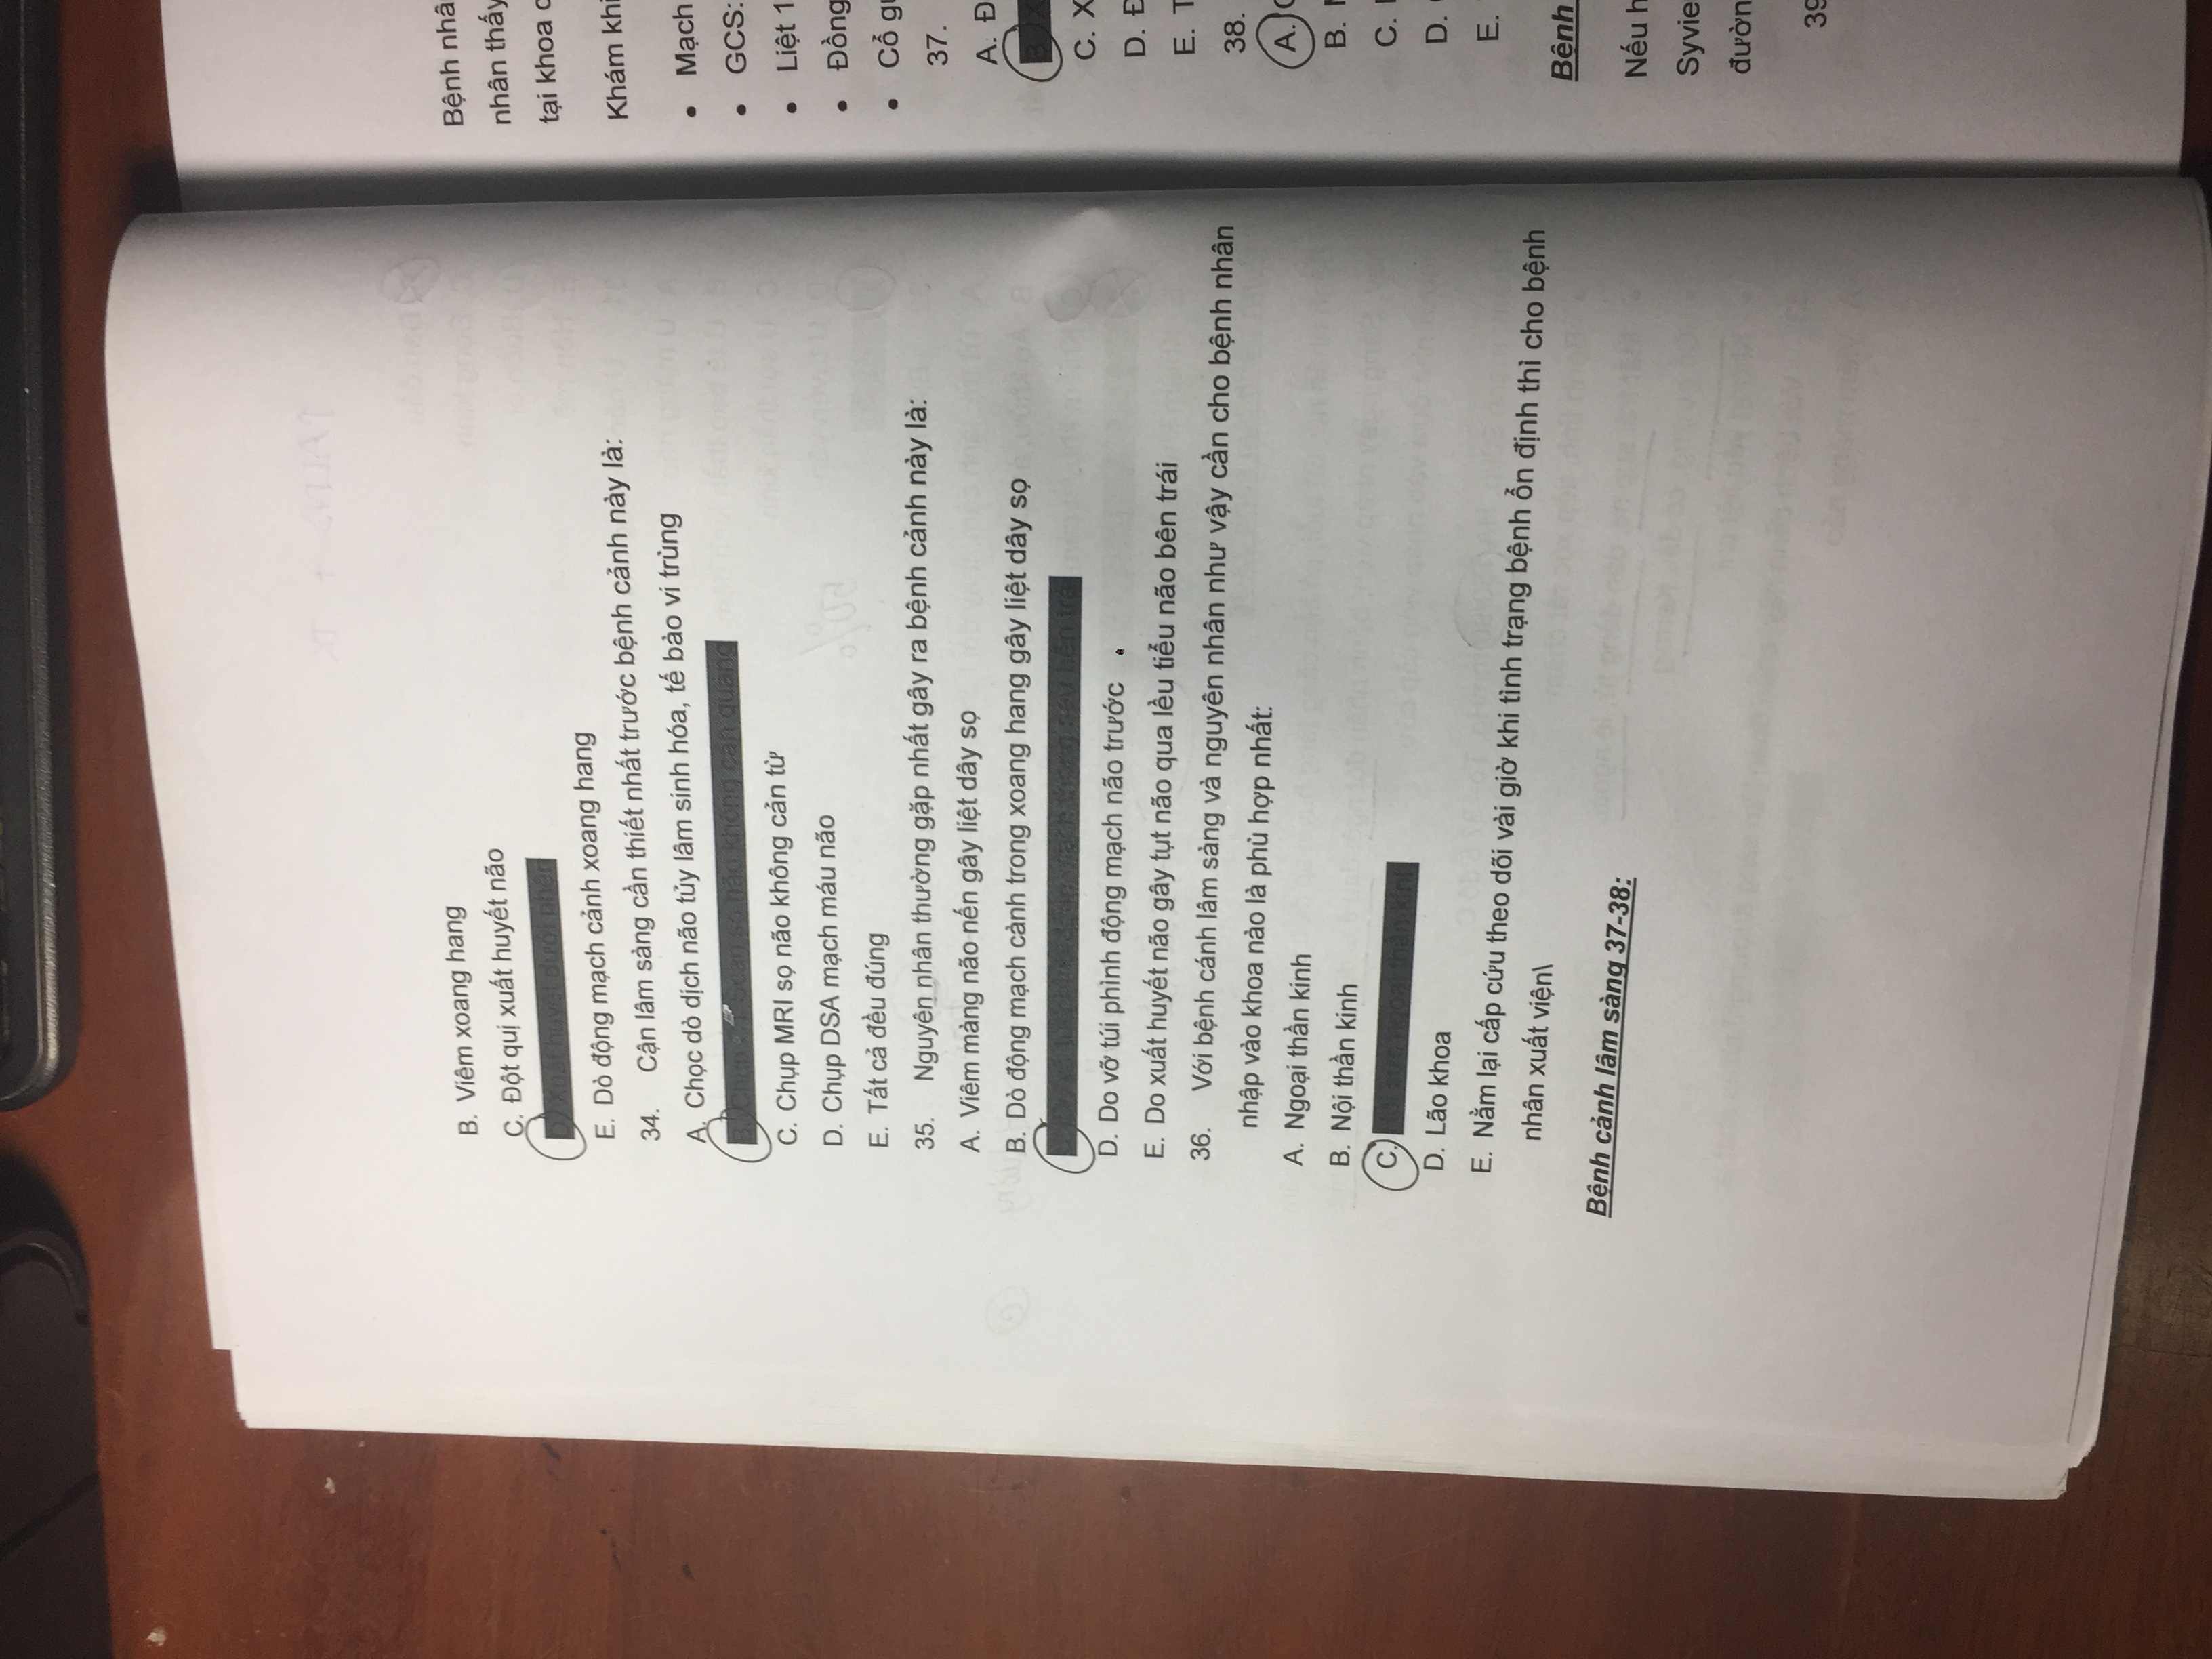 B. Viêm xoang hang
C. Đột quị xuất huyết não
D. Xuất huyết dưới nhện
E. Dò động mạch cảnh xoang hang
34. Cận lâm sàng cần thiết nhất trước bệnh cảnh này là:
A. Chọc dò dịch não tủy lâm sinh hóa, tế bào vi trùng
B. Chụp CT Scan sọ não không cản quang
C. Chụp MRI sọ não không cản từ
D. Chụp DSA mạch máu não
E. Tất cả đều đúng
35. Nguyên nhân thường gặp nhất gây ra bệnh cảnh này là:
A. Viêm màng não nến gây liệt dây sọ
B. Dò động mạch cành trong xoang hang gây liệt dây sọ
động mạch thông sau bên trái
D. Do vỡ túi phình động mạch não trước
E. Do xuất huyết não gây tụt não qua lều tiểu não bên trái
36. Với bệnh cánh lâm sàng và nguyên nhân như vậy cần cho bệnh nhân
nhập vào khoa nào là phù hợp nhất:
A. Ngoại thần kinh
B. Nội thần kinh
C. sức ngoại thần kinh
D. Lão khoa
E. Nằm lại cấp cứu theo dõi vài giờ khi tình trạng bệnh ổn định thì cho bệnh
nhân xuất viện\
Bệnh cảnh lâm sàng 37-38:
Bệnh nhâ
nhân thấy
tại khoa
Khám khi
• Mạch
• GCS:
• Liệt 1
• Đồng
• Cổ
37.
A. Đ
B. X
C. X
D. Đ
E. T
38.
A.
B.
C.
D.
E.
Bệnh
Nếu h
Syvie
đườn
39